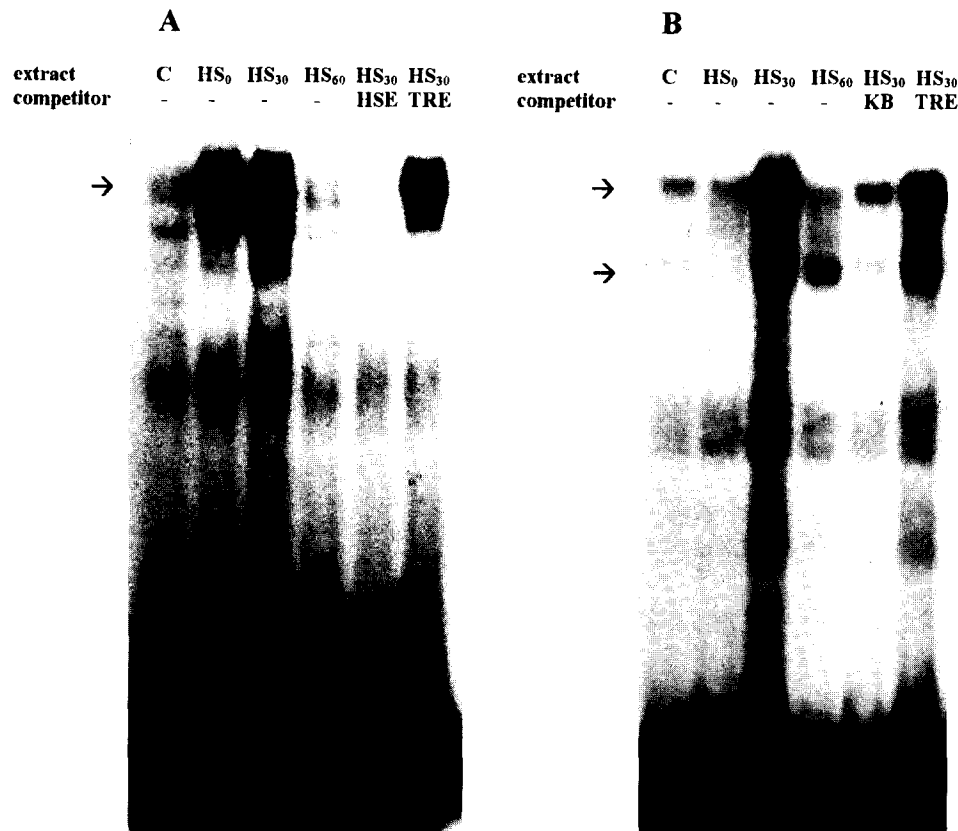 A
extract C HS₀ HS₃₀ HS₆₀ HS₃₀ HS₃₀
competitor - - - - HSE TRE
B
extract C HS₀ HS₃₀ HS₆₀ HS₃₀ HS₃₀
competitor - - - - KB TRE